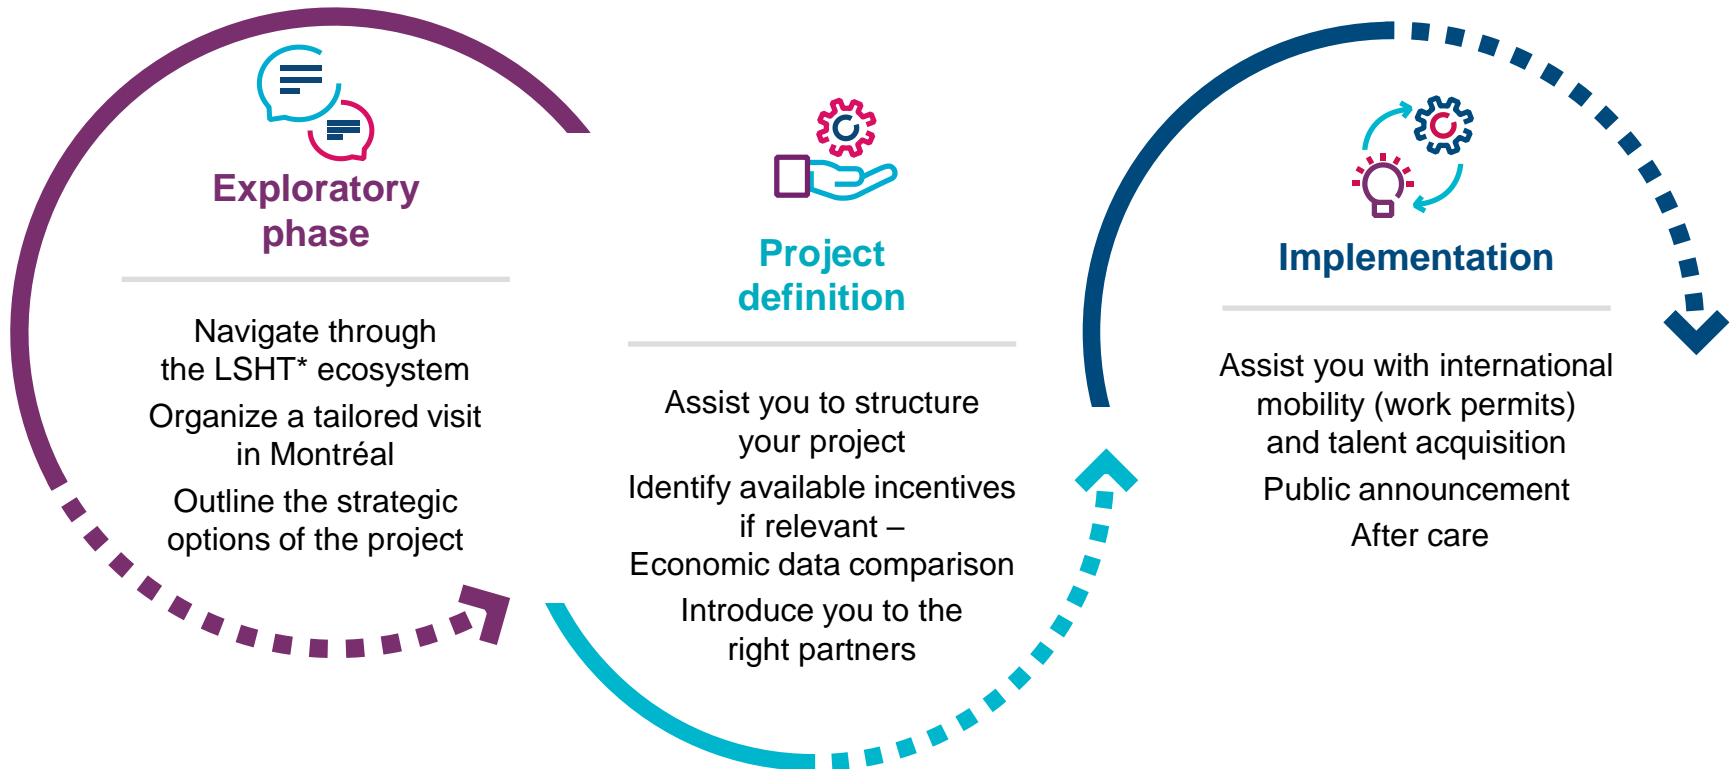 Exploratory
phase
Navigate through
the LSHT* ecosystem
Organize a tailored visit
in Montréal
Outline the strategic
options of the project
Project
definition
Assist you to structure
your project
Identify available incentives
if relevant –
Economic data comparison
Introduce you to the
right partners
Implementation
Assist you with international
mobility (work permits)
and talent acquisition
Public announcement
After care